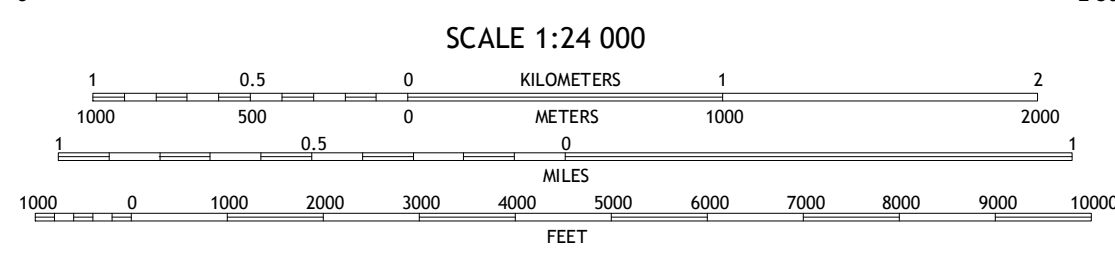 SCALE 1:24 000
1 0.5 0 KILOMETERS 1 2
1000 500 0 METERS 1000 2000
1 0.5 0 1
MILES
1000 0 1000 2000 3000 4000 5000 6000 7000 8000 9000 10000
FEET